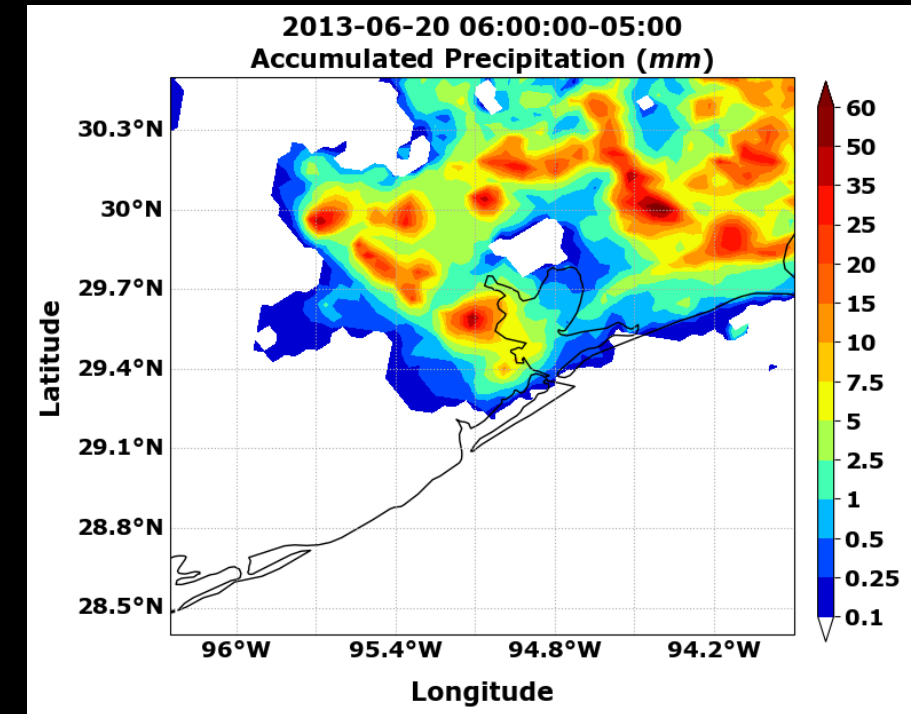 2013-06-20 06:00:00-05:00
Accumulated Precipitation (mm)
Latitude
30.3°N
30°N
29.7°N
29.4°N
29.1°N
28.8°N
28.5°N
96°W
95.4°W
94.8°W
94.2°W
Longitude
60
50
35
25
20
15
10
7.5
5
2.5
1
0.5
0.25
0.1